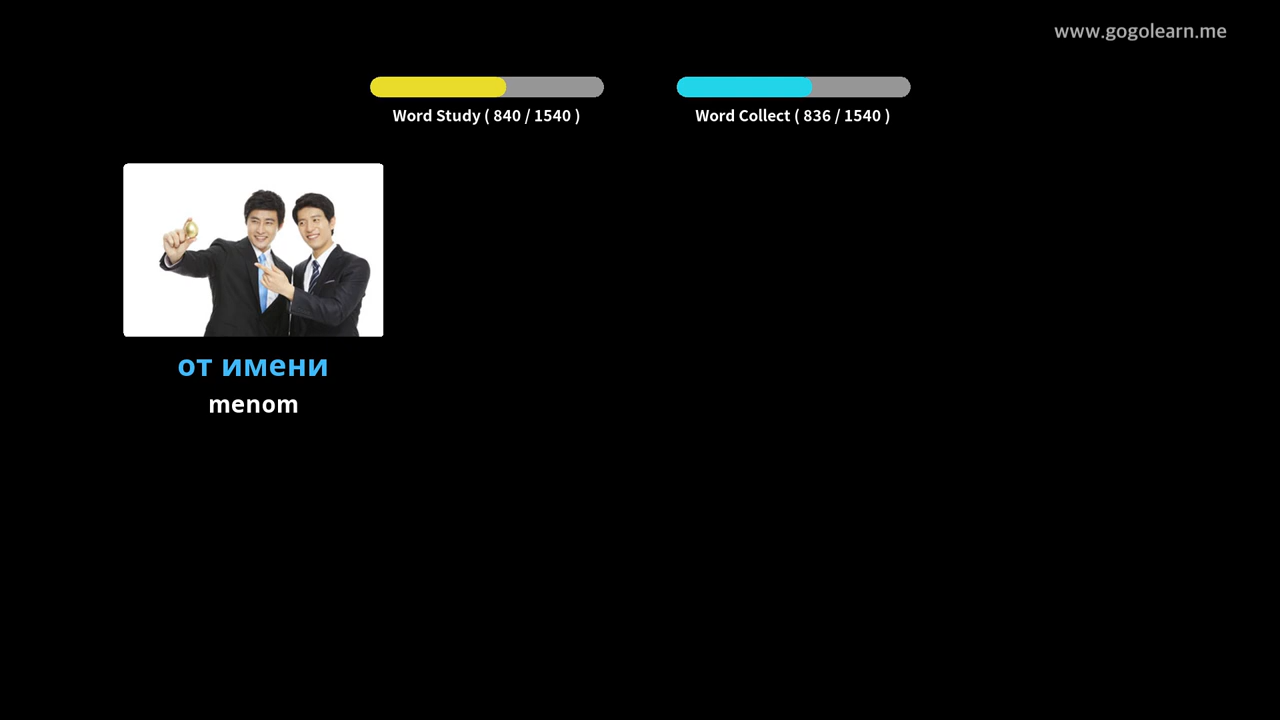 www.gogolearn.me
Word Study ( 840 / 1540 )
Word Collect ( 836 / 1540 )
от имени
menom